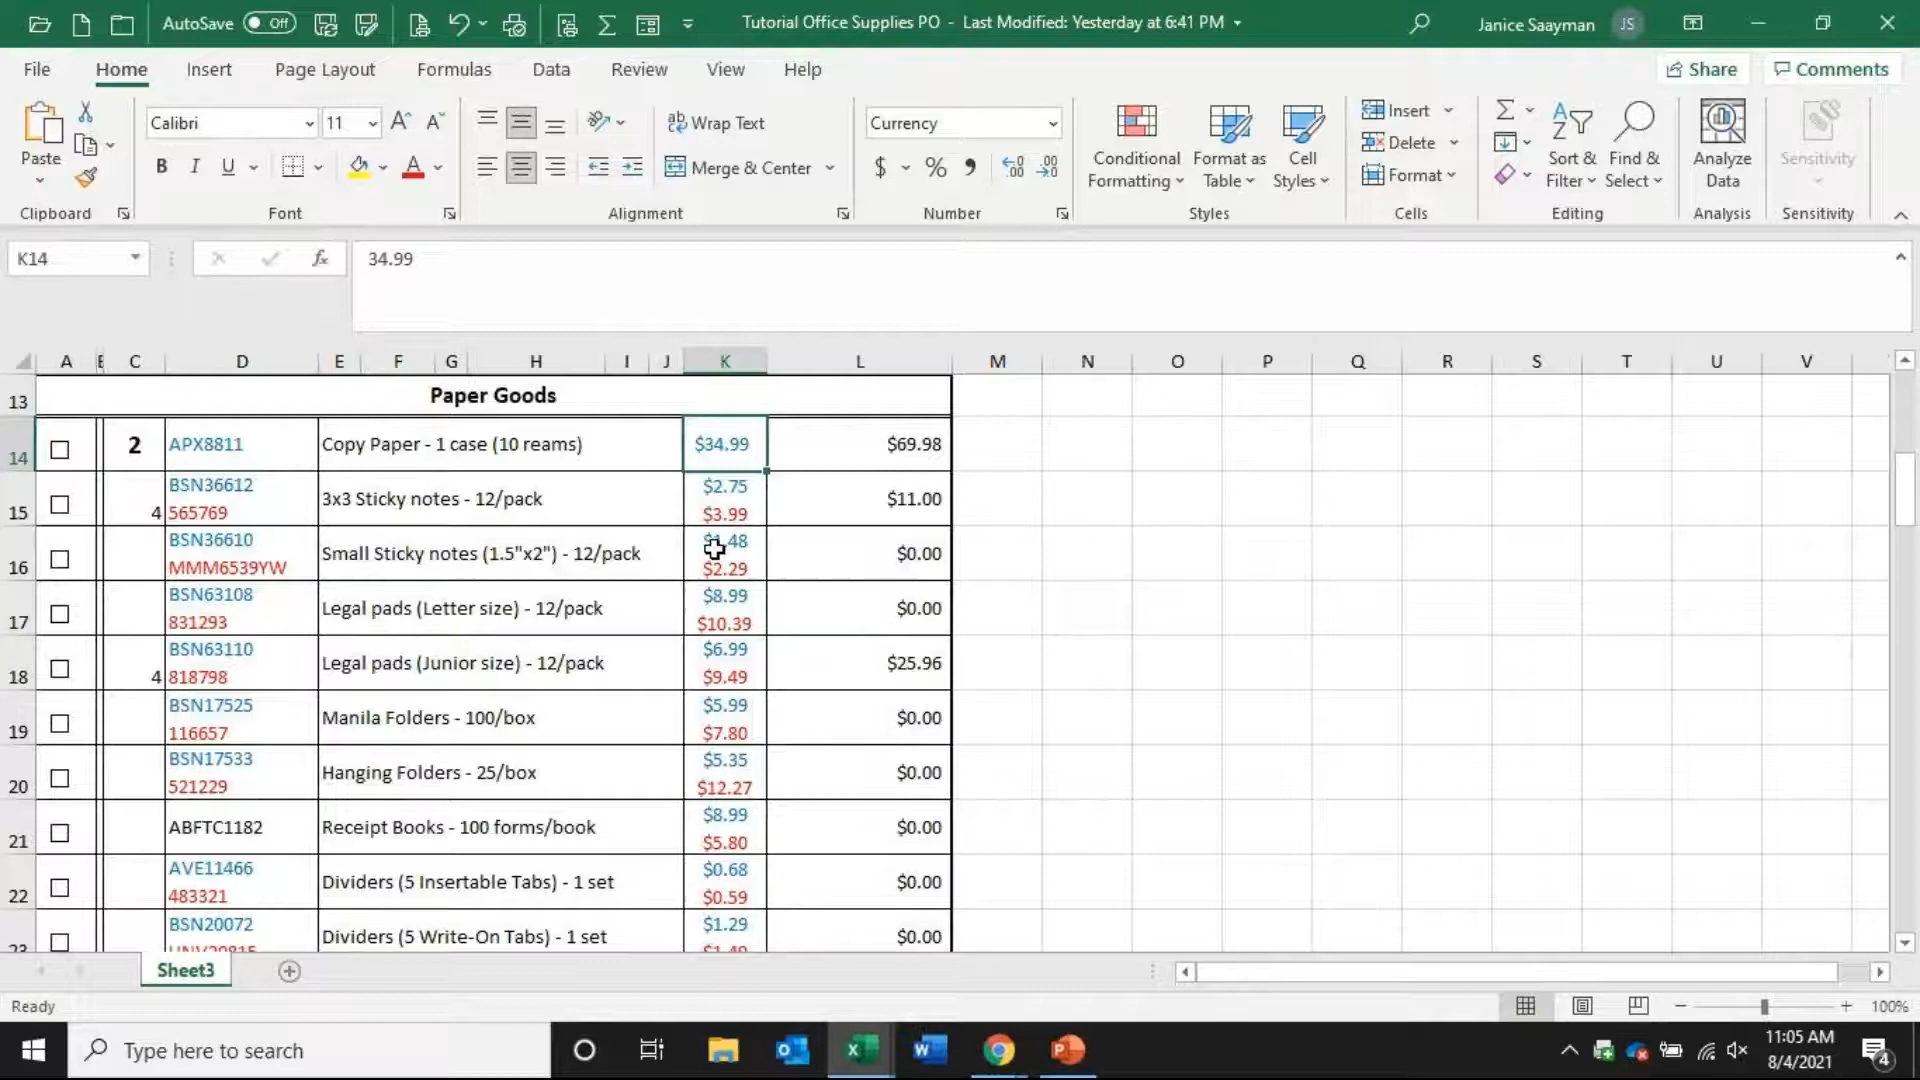 AutoSave Off Tutorial Office Supplies PO - Last Modified: Yesterday at 6:41 PM Janice Saayman JS
File Home Insert Page Layout Formulas Data Review View Help Share Comments
Calibri 11 Wrap Text Currency Insert
Paste B I U Merge & Center $ % Conditional Formatting Format as Table Cell Styles Delete Format Sort & Filter Find & Select Analyze Data Sensitivity
Clipboard Font Alignment Number Styles Cells Editing Analysis Sensitivity
K14 fx 34.99
A C D E F G H I J K L M N O P Q R S T U V
13 Paper Goods
14 2 APX8811 Copy Paper - 1 case (10 reams) $34.99 $69.98
15 4 BSN36612 565769 3x3 Sticky notes - 12/pack $2.75 $3.99 $11.00
16 BSN36610 MMM6539YW Small Sticky notes (1.5"x2") - 12/pack $2.29 $0.00
17 BSN63108 831293 Legal pads (Letter size) - 12/pack $8.99 $10.39 $0.00
18 4 BSN63110 818798 Legal pads (Junior size) - 12/pack $6.99 $9.49 $25.96
19 BSN17525 116657 Manila Folders - 100/box $5.99 $7.80 $0.00
20 BSN17533 521229 Hanging Folders - 25/box $5.35 $12.27 $0.00
21 ABFTC1182 Receipt Books - 100 forms/book $8.99 $5.80 $0.00
22 AVE11466 483321 Dividers (5 Insertable Tabs) - 1 set $0.68 $0.59 $0.00
23 BSN20072 Dividers (5 Write-On Tabs) - 1 set $1.29 $0.00
Sheet3
Ready 100%
Type here to search 11:05 AM
8/4/2021 4